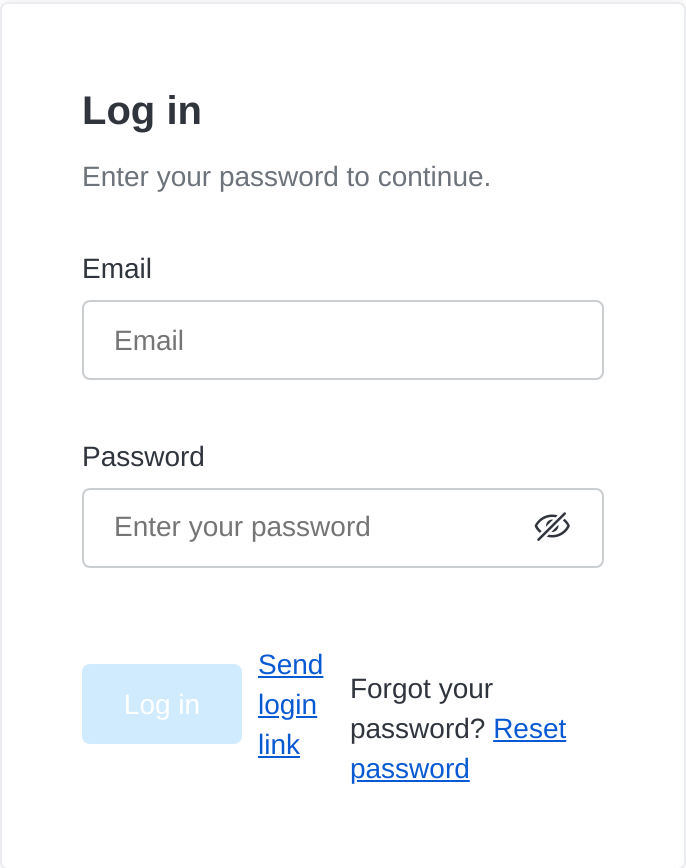 Log in
Enter your password to continue.
Email
Email
Password
Enter your password
Log in
Send
login
link
Forgot your
password? Reset
password